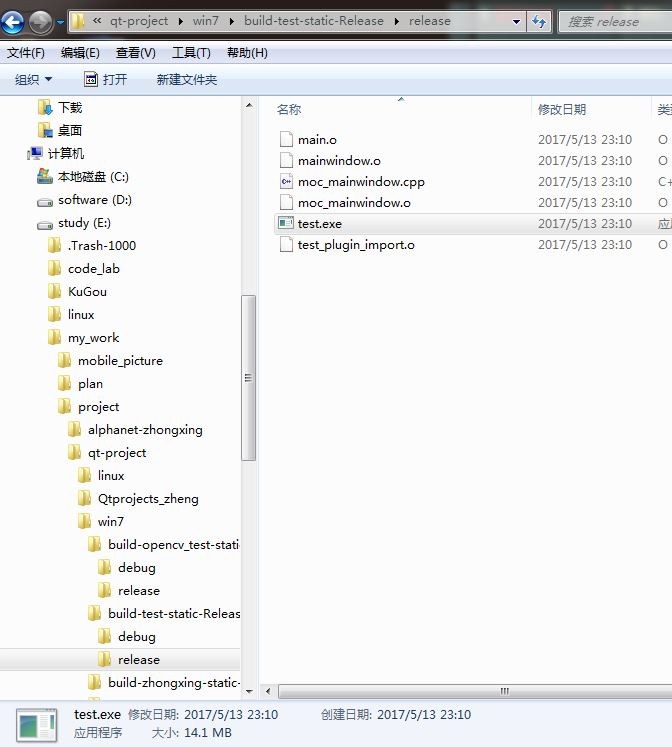 « qt-project win7 build-test-static-Release release 搜索 release
文件(F) 编辑(E) 查看(V) 工具(T) 帮助(H)
组织 打开 新建文件夹
下载
桌面
计算机
本地磁盘 (C:)
software (D:)
study (E:)
.Trash-1000
code_lab
KuGou
linux
my_work
mobile_picture
plan
project
alphanet-zhongxing
qt-project
linux
Qtprojects_zheng
win7
build-opencv_test-stati
debug
release
build-test-static-Releas
debug
release
build-zhongxing-static-
名称 修改日期 类
main.o 2017/5/13 23:10 O
mainwindow.o 2017/5/13 23:10 O
moc_mainwindow.cpp 2017/5/13 23:10 C+
moc_mainwindow.o 2017/5/13 23:10 O
test.exe 2017/5/13 23:10 应
test_plugin_import.o 2017/5/13 23:10 O
test.exe 修改日期: 2017/5/13 23:10 创建日期: 2017/5/13 23:10
应用程序 大小: 14.1 MB